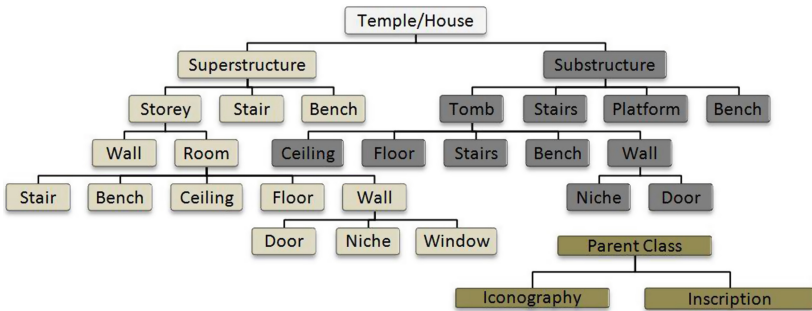 Temple/House
Superstructure Substructure
Storey Stair Bench Tomb Stairs Platform Bench
Wall Room Ceiling Floor Stairs Bench Wall
Stair Bench Ceiling Floor Wall Niche Door
Door Niche Window
Parent Class
Iconography Inscription